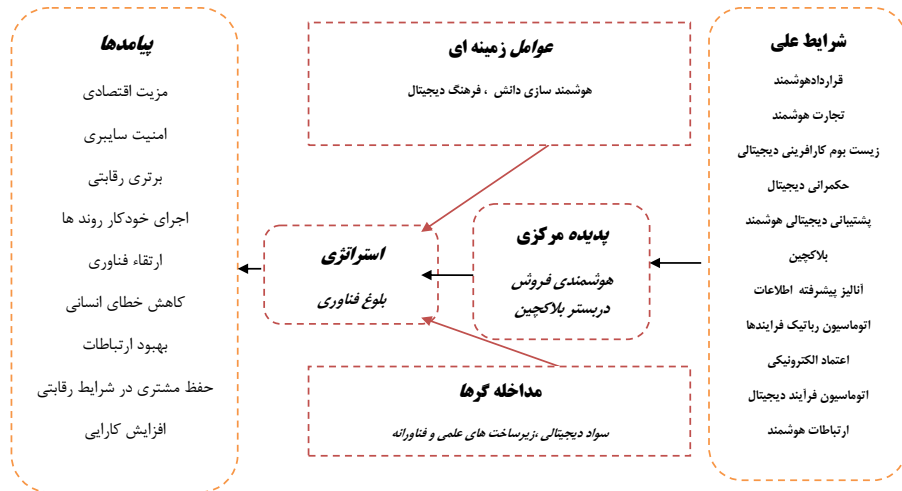 شرایط علی
قراردادهوشمند
تجارت هوشمند
زیست بوم کارافرینی دیجیتالی
حکمرانی دیجیتال
پشتیبانی دیجیتالی هوشمند
بلاکچین
آنالیز پیشرفته اطلاعات
اتوماسیون رباتیک فرایندها
اعتماد الکترونیکی
اتوماسیون فرآیند دیجیتال
ارتباطات هوشمند
عوامل زمینه ای
هوشمند سازی دانش ، فرهنگ دیجیتال
پدیده مرکزی
هوشمندی فروش
دربستر بلاکچین
استراتژی
بلوغ فناوری
مداخله گرها
سواد دیجیتالی ،زیرساخت های علمی و فناورانه
پیامدها
مزیت اقتصادی
امنیت سایبری
برتری رقابتی
اجرای خودکار روند ها
ارتقاء فناوری
کاهش خطای انسانی
بهبود ارتباطات
حفظ مشتری در شرایط رقابتی
افزایش کارایی